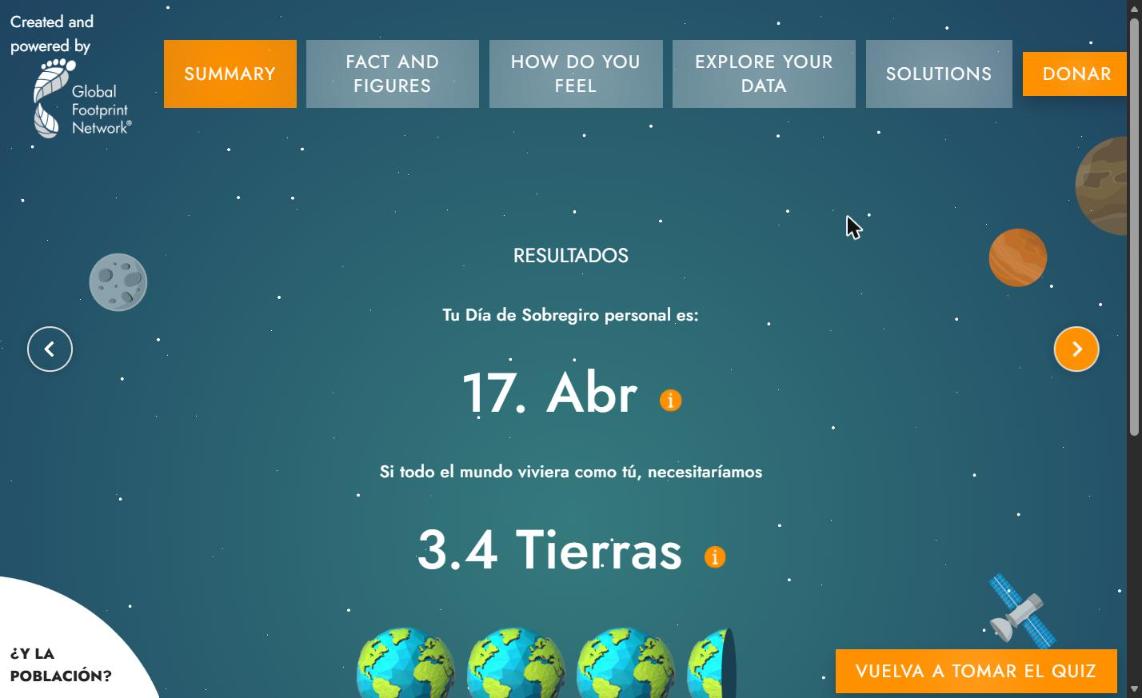 Created and
powered by
Global
Footprint
Network®
SUMMARY
FACT AND
FIGURES
HOW DO YOU
FEEL
EXPLORE YOUR
DATA
SOLUTIONS
DONAR
RESULTADOS
Tu Día de Sobregiro personal es:
17. Abr
i
Si todo el mundo viviera como tú, necesitaríamos
3.4 Tierras
i
¿Y LA
POBLACIÓN?
VUELVA A TOMAR EL QUIZ